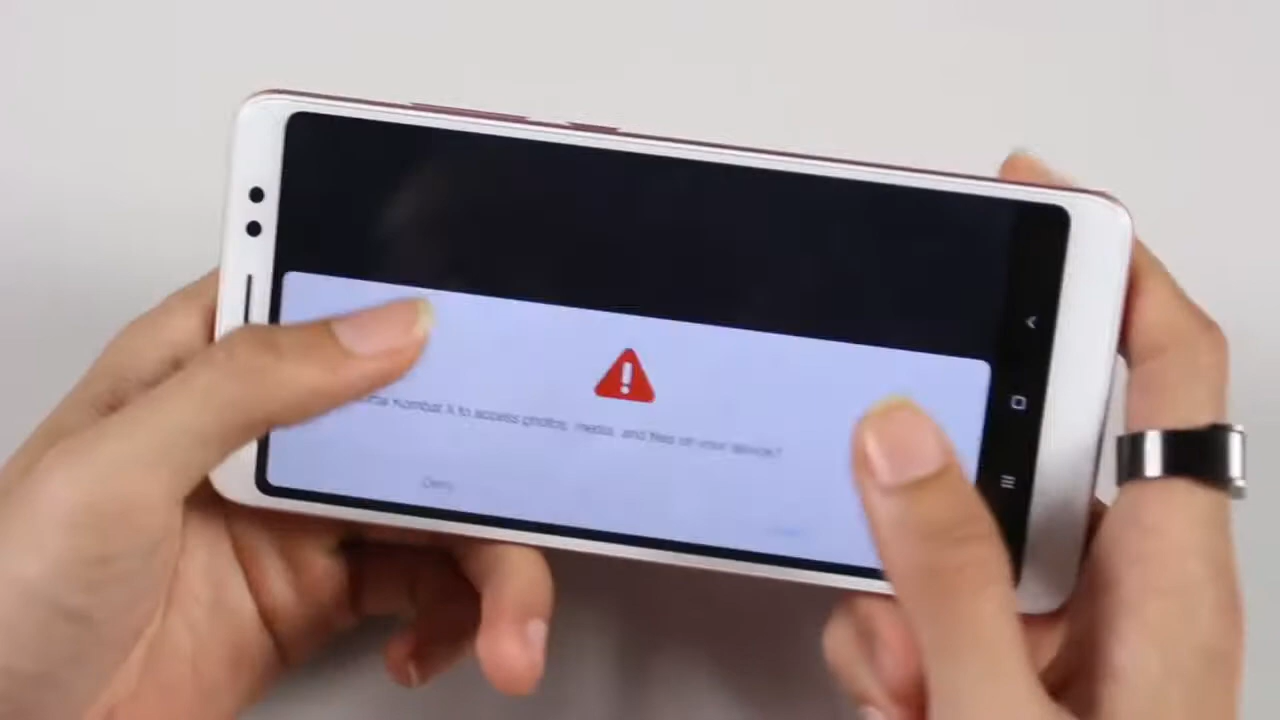 Kombat X to access photos, media, and files on your device?
Deny